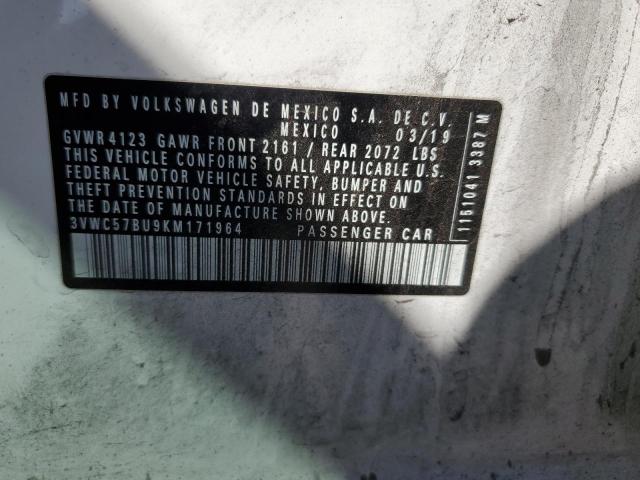 MFD BY VOLKSWAGEN DE MEXICO S.A. DE C.V.
MEXICO 03/19
GVWR 4123 GAWR FRONT 2161 / REAR 2072 LBS
THIS VEHICLE CONFORMS TO ALL APPLICABLE U.S.
FEDERAL MOTOR VEHICLE SAFETY, BUMPER AND
THEFT PREVENTION STANDARDS IN EFFECT ON
THE DATE OF MANUFACTURE SHOWN ABOVE.
3VWC57BU9KM171964 PASSENGER CAR
1151041 3387 M